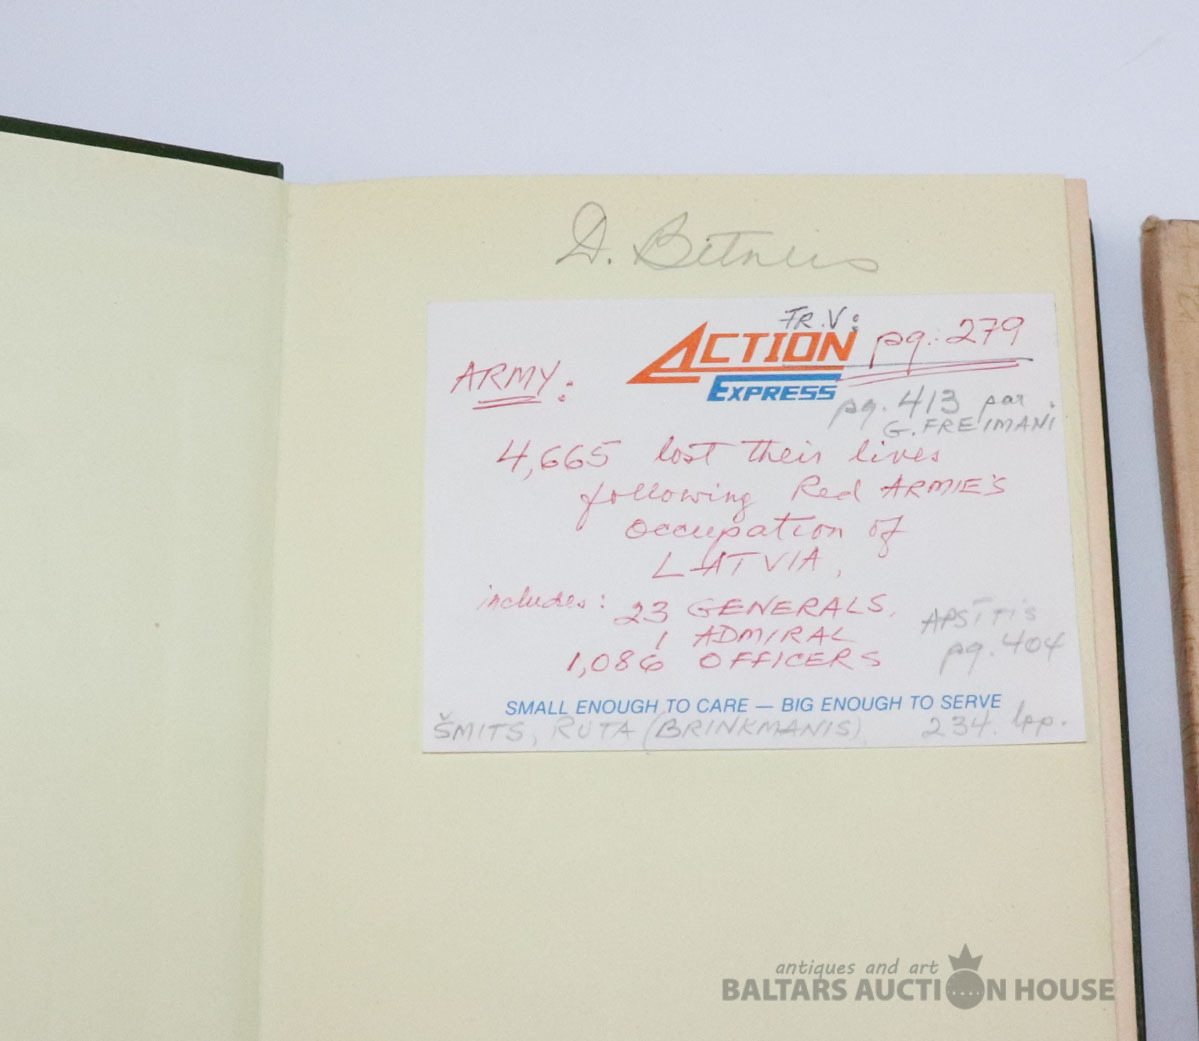 D. Bitnieis
FR.V:
ACTION
EXPRESS
pg. 279
ARMY:
pg. 413 par
G. FREIMANI
4,665 lost their lives
following Red ARMIE'S
Occupation of
LATVIA,
includes: 23 GENERALS,
1 ADMIRAL
1,086 OFFICERS
APSĪTIS
pg. 404
SMALL ENOUGH TO CARE — BIG ENOUGH TO SERVE
ŠMITS, RUTA (BRINKMANIS) 234. lpp.
antiques and art
BALTARS AUCTION HOUSE